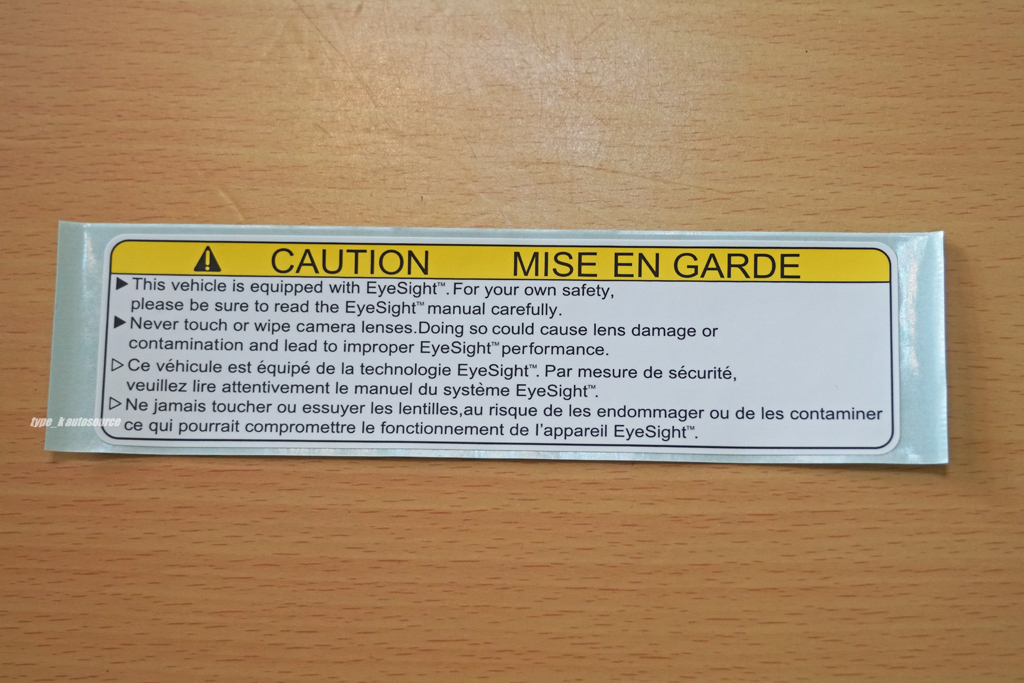 CAUTION MISE EN GARDE
▶This vehicle is equipped with EyeSight™. For your own safety,
please be sure to read the EyeSight™ manual carefully.
▶Never touch or wipe camera lenses.Doing so could cause lens damage or
contamination and lead to improper EyeSight™ performance.
▷Ce véhicule est équipé de la technologie EyeSight™. Par mesure de sécurité,
veuillez lire attentivement le manuel du système EyeSight™.
▷Ne jamais toucher ou essuyer les lentilles,au risque de les endommager ou de les contaminer
ce qui pourrait compromettre le fonctionnement de l'appareil EyeSight™.
type_k autosource